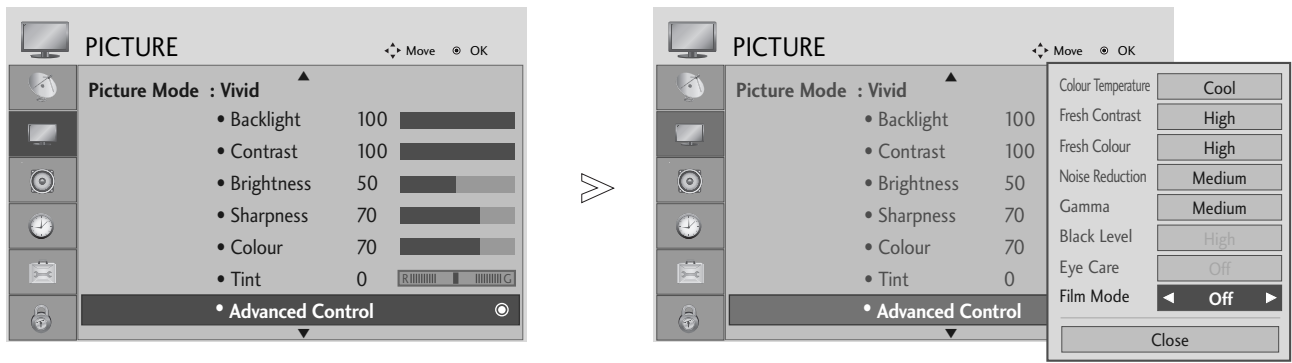 PICTURE
Move ◉ OK
Picture Mode : Vivid
• Backlight 100
• Contrast 100
• Brightness 50
• Sharpness 70
• Colour 70
• Tint 0 R G
• Advanced Control
PICTURE
Move ◉ OK
Picture Mode : Vivid
• Backlight 100
• Contrast 100
• Brightness 50
• Sharpness 70
• Colour 70
• Tint 0
• Advanced Control
Colour Temperature Cool
Fresh Contrast High
Fresh Colour High
Noise Reduction Medium
Gamma Medium
Black Level High
Eye Care Off
Film Mode ◀ Off ▶
Close